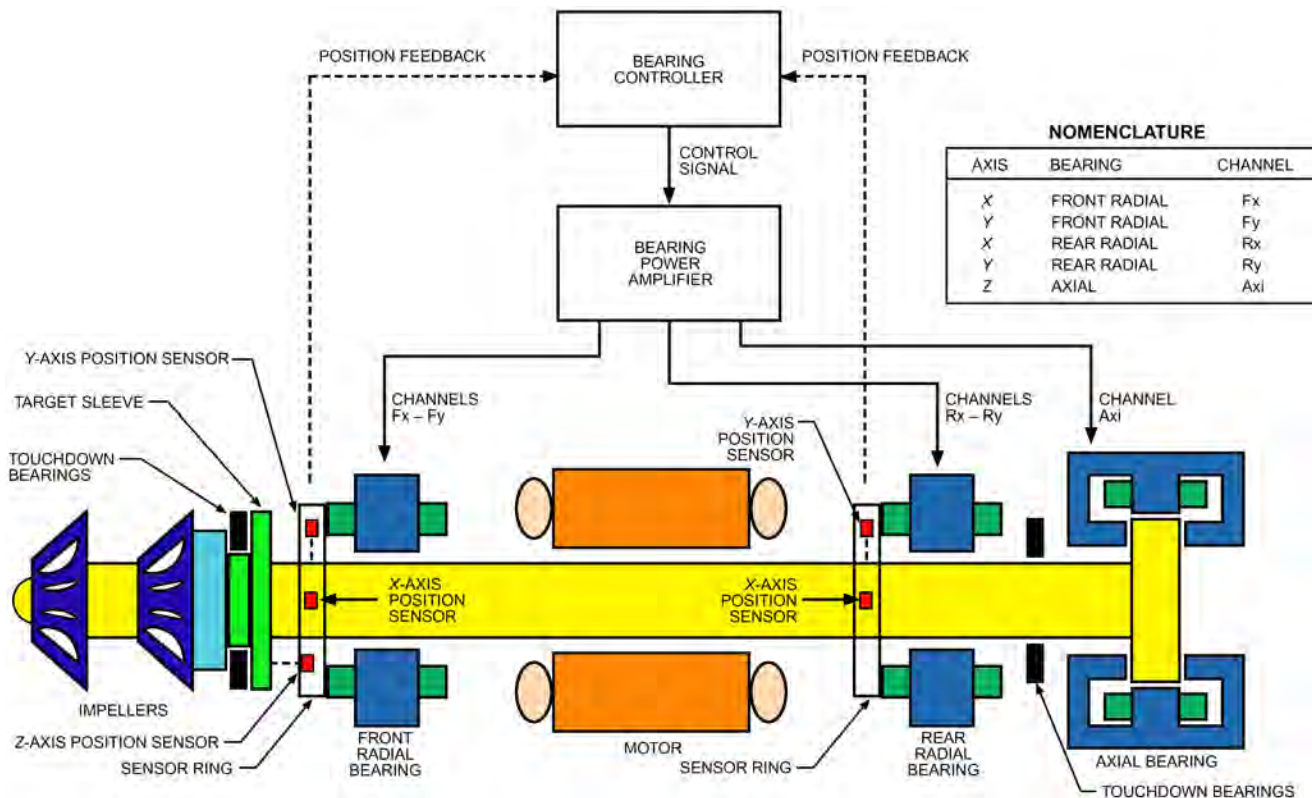 POSITION FEEDBACK
BEARING
CONTROLLER
POSITION FEEDBACK
CONTROL
SIGNAL
NOMENCLATURE
AXIS BEARING CHANNEL
X FRONT RADIAL Fx
Y FRONT RADIAL Fy
X REAR RADIAL Rx
Y REAR RADIAL Ry
Z AXIAL Axi
BEARING
POWER
AMPLIFIER
Y-AXIS POSITION SENSOR
TARGET SLEEVE
TOUCHDOWN
BEARINGS
CHANNELS
Fx – Fy
Y-AXIS
POSITION
SENSOR
CHANNELS
Rx – Ry
CHANNEL
Axi
X-AXIS
POSITION
SENSOR
X-AXIS
POSITION
SENSOR
IMPELLERS
Z-AXIS POSITION SENSOR
SENSOR RING
FRONT
RADIAL
BEARING
MOTOR
SENSOR RING
REAR
RADIAL
BEARING
AXIAL BEARING
TOUCHDOWN BEARINGS